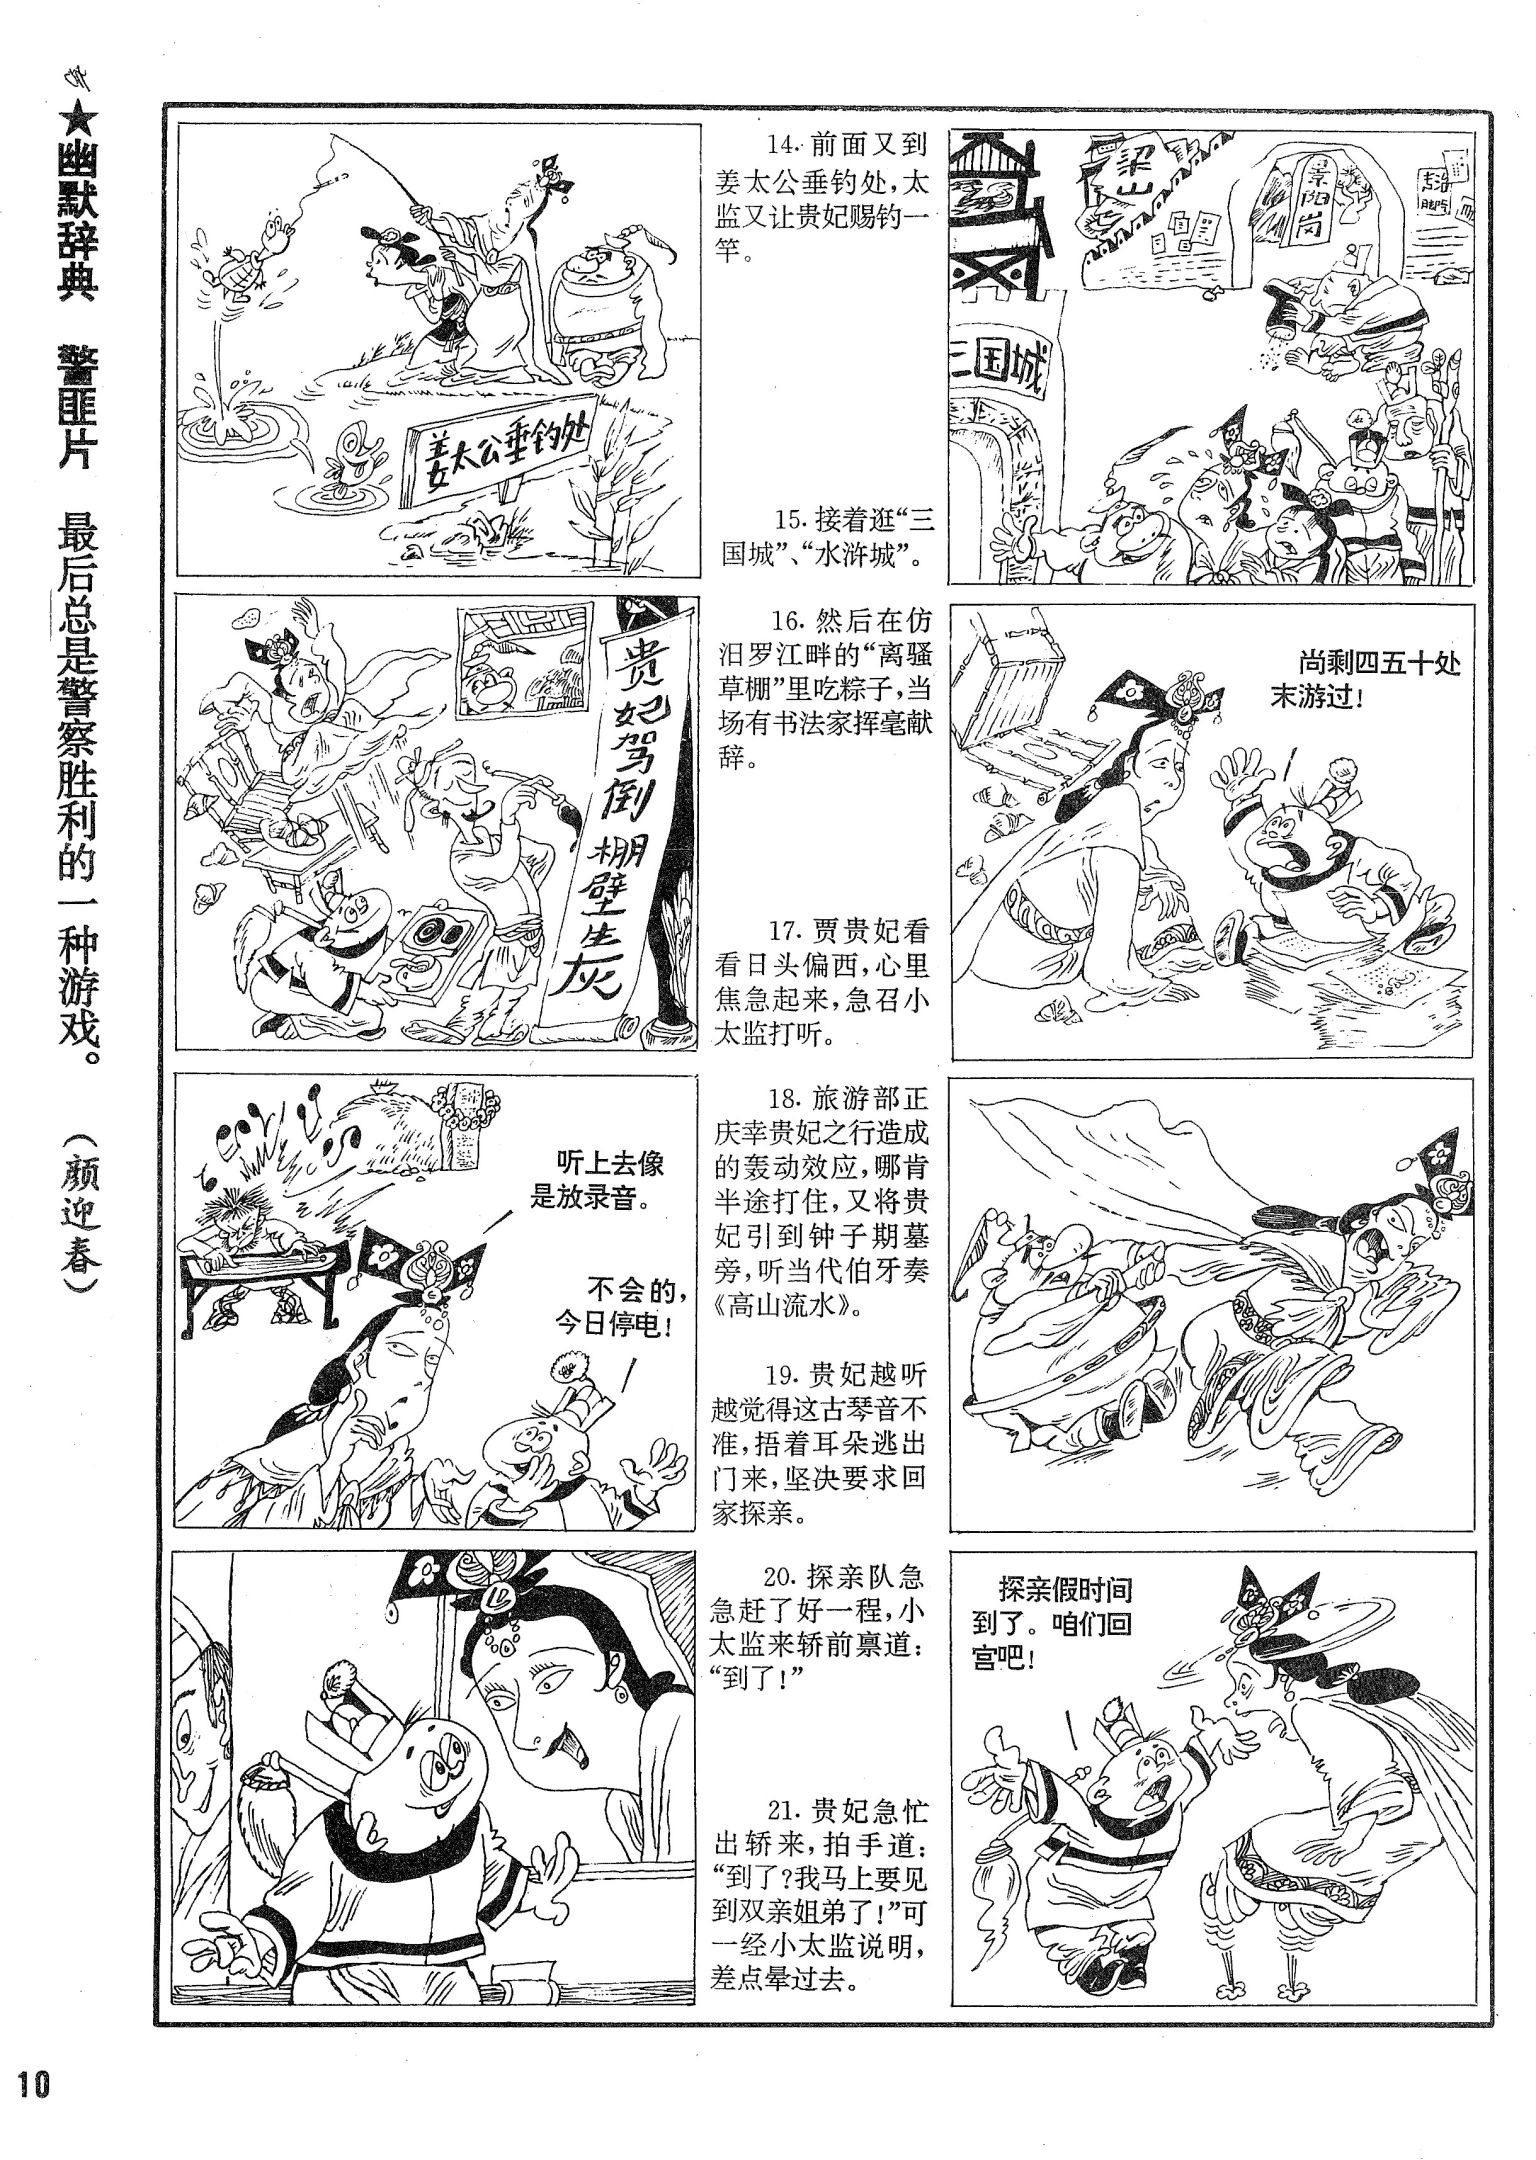 ★幽默辞典 警匪片 最后总是警察胜利的一种游戏。 （颜迎春）
姜太公垂钓处
14. 前面又到
姜太公垂钓处，太
监又让贵妃赐钓一
竿。
梁山
景阳岗
三国城
15. 接着逛“三
国城”、“水浒城”。
贵妃驾倒 棚壁生灰
16. 然后在仿
汨罗江畔的“离骚
草棚”里吃粽子，当
场有书法家挥毫献
辞。
17. 贾贵妃看
看日头偏西，心里
焦急起来，急召小
太监打听。
尚剩四五十处
末游过！
听上去像
是放录音。
不会的，
今日停电！
18. 旅游部正
庆幸贵妃之行造成
的轰动效应，哪肯
半途打住，又将贵
妃引到钟子期墓
旁，听当代伯牙奏
《高山流水》。
19. 贵妃越听
越觉得这古琴音不
准，捂着耳朵逃出
门来，坚决要求回
家探亲。
20. 探亲队急
急赶了好一程，小
太监来轿前禀道：
“到了！”
21. 贵妃急忙
出轿来，拍手道：
“到了？我马上要见
到双亲姐弟了！”可
一经小太监说明，
差点晕过去。
探亲假时间
到了。咱们回
宫吧！
10